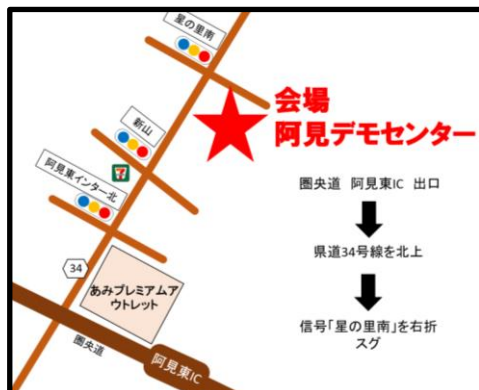 星の里南
新山
7
阿見東インター北
34
あみプレミアムア
ウトレット
圏央道
阿見東IC
会場
阿見デモセンター
圏央道 阿見東IC 出口
県道34号線を北上
信号「星の里南」を右折
スグ